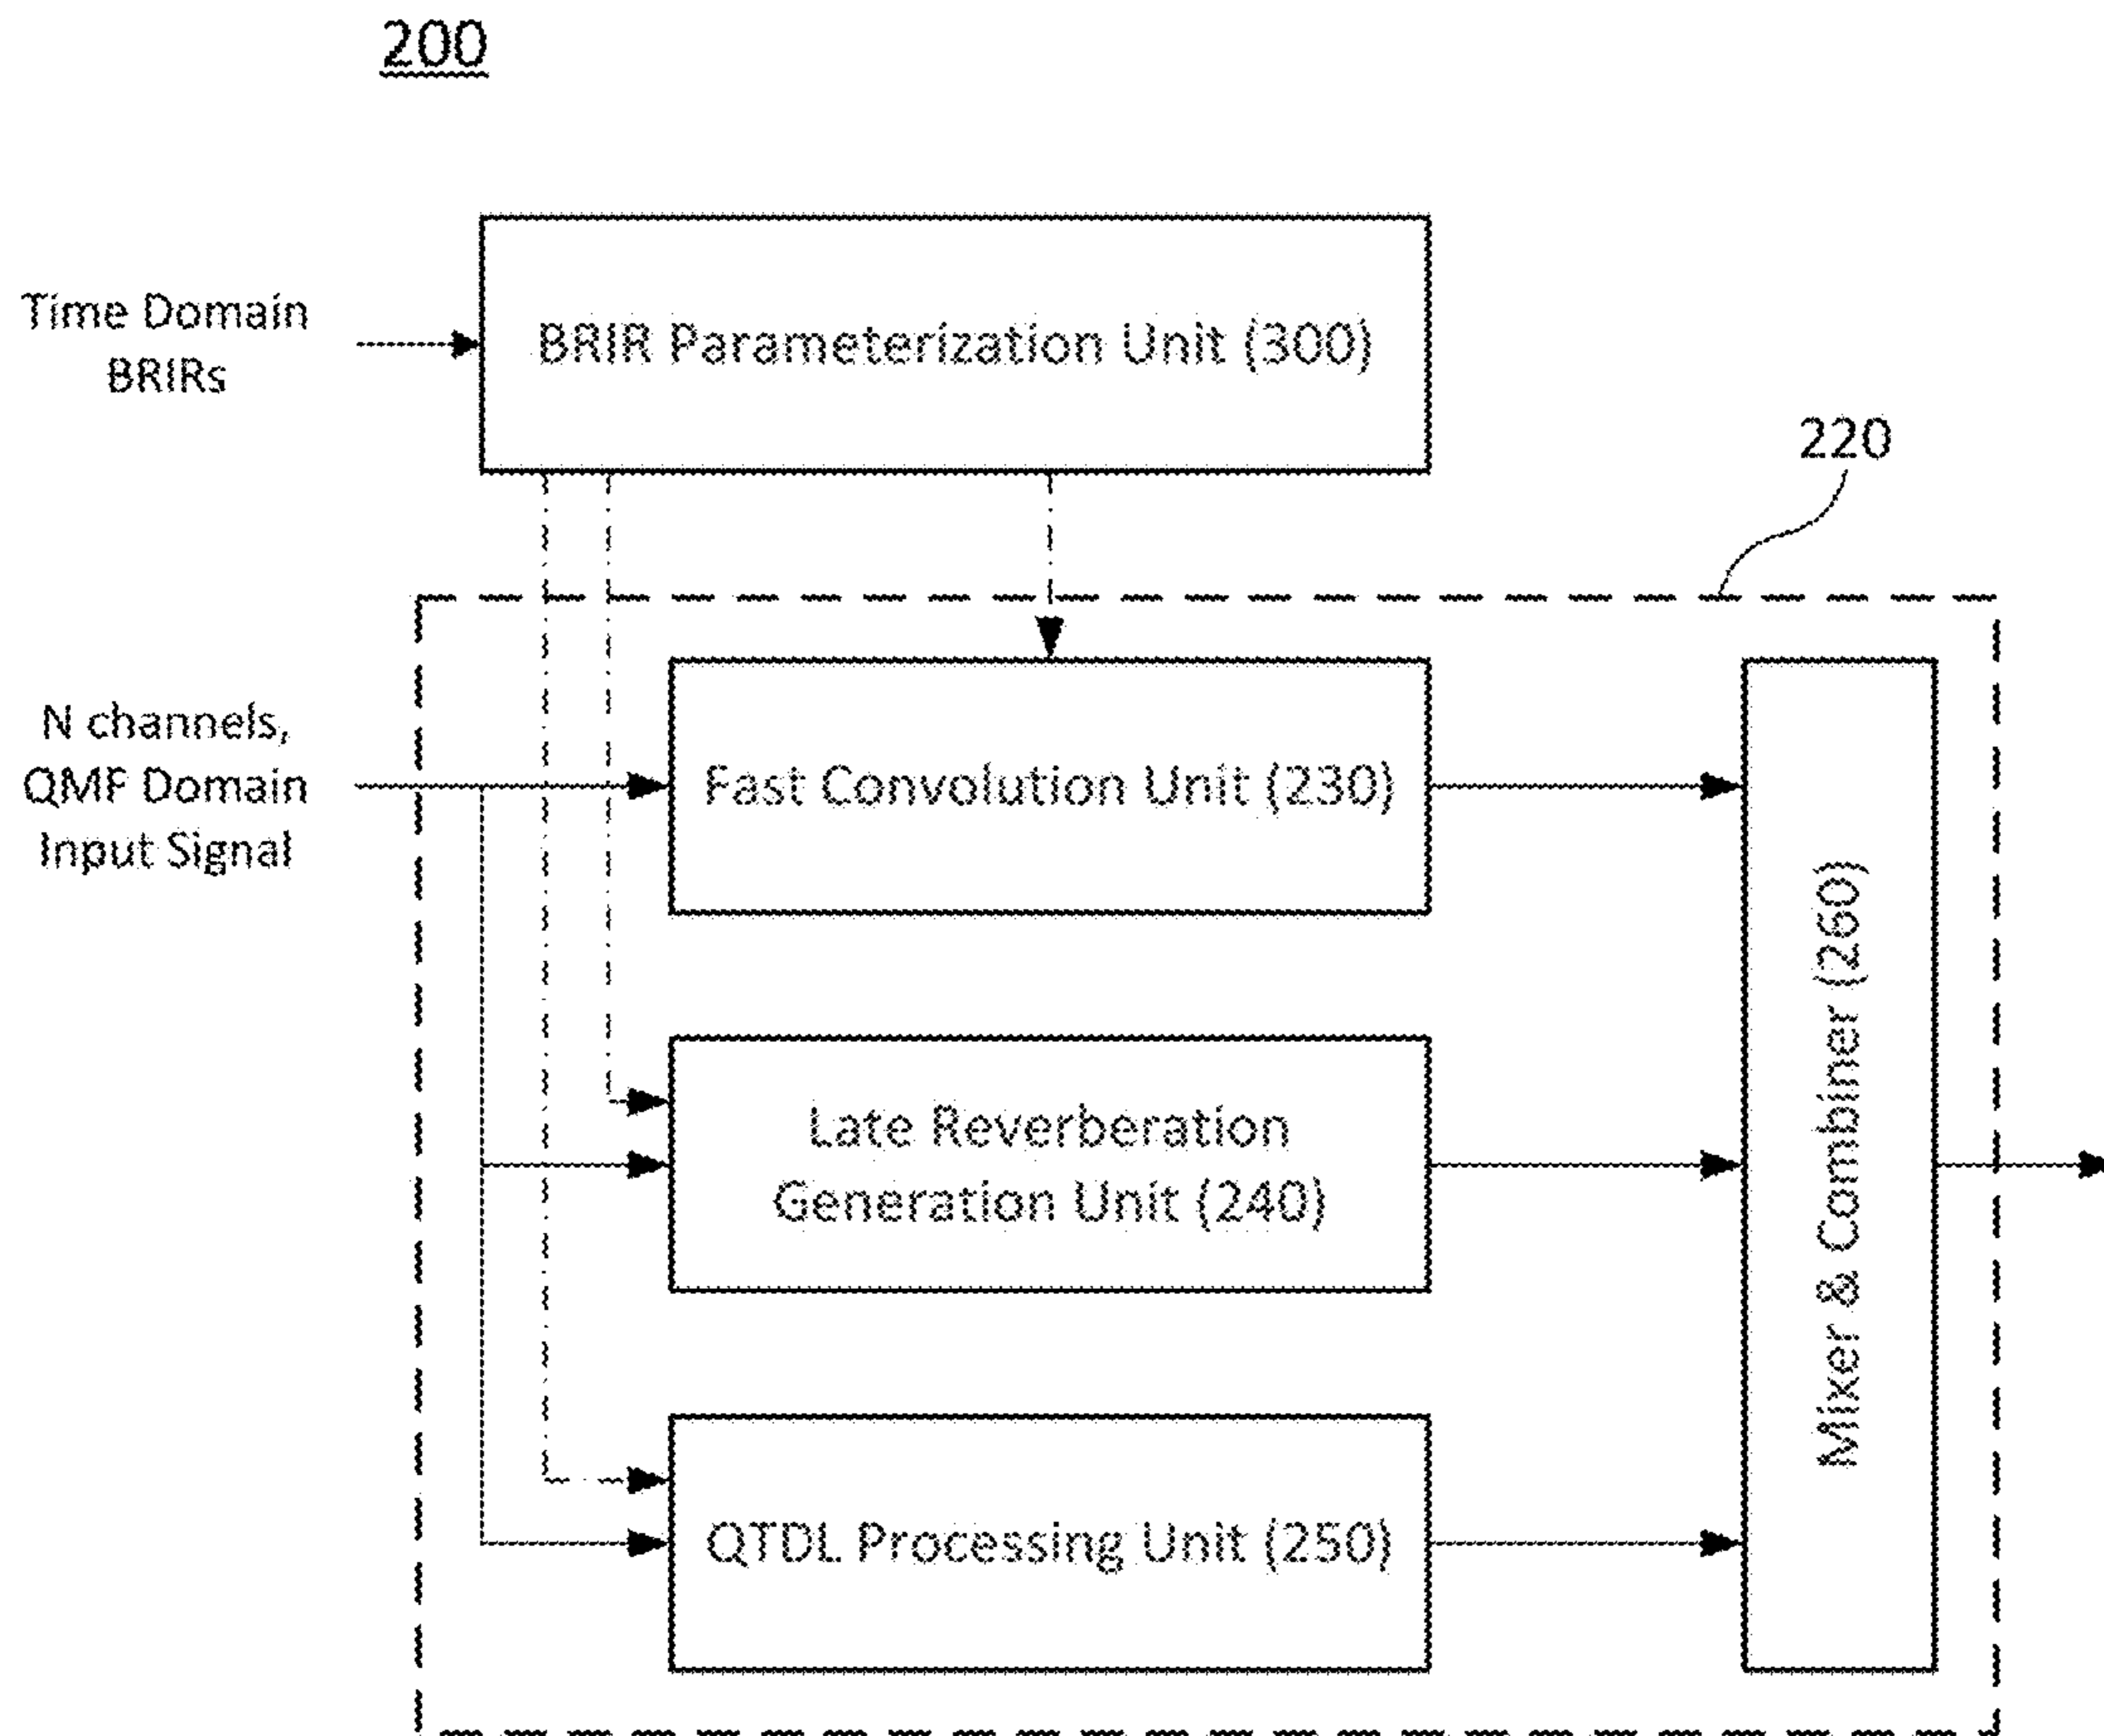 200
Time Domain
BRIRs
BRIR Parameterization Unit (300)
220
N channels,
QMF Domain
Input Signal
Fast Convolution Unit (230)
Late Reverberation
Generation Unit (240)
QTDL Processing Unit (250)
Mixer & Combiner (260)